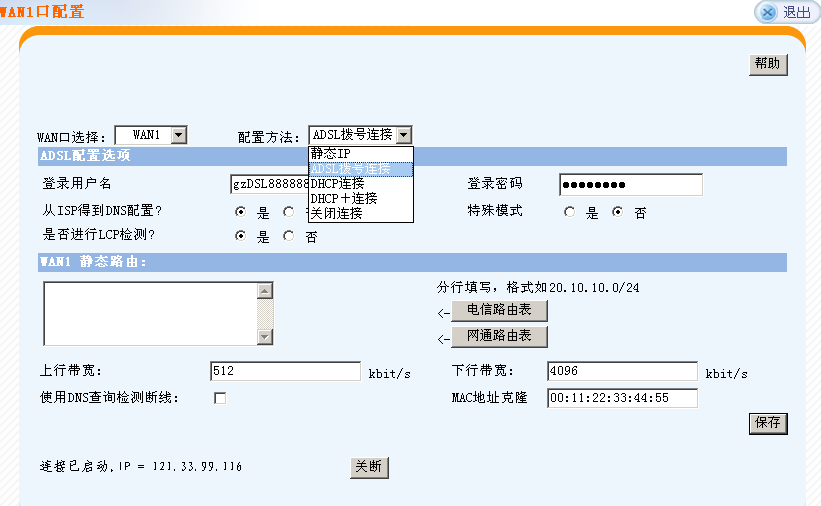 WAN1口配置
退出
帮助
WAN口选择: WAN1 配置方法: ADSL拨号连接
静态IP
ADSL拨号连接
DHCP连接
DHCP+连接
关闭连接
ADSL配置选项
登录用户名 gzDSL888888 登录密码 ●●●●●●●●
从ISP得到DNS配置? 是 特殊模式 是 否
是否进行LCP检测? 是 否
WAN1 静态路由:
分行填写,格式如20.10.10.0/24
<- 电信路由表
<- 网通路由表
上行带宽: 512 kbit/s 下行带宽: 4096 kbit/s
使用DNS查询检测断线: MAC地址克隆 00:11:22:33:44:55
保存
连接已启动,IP = 121.33.99.116 关断